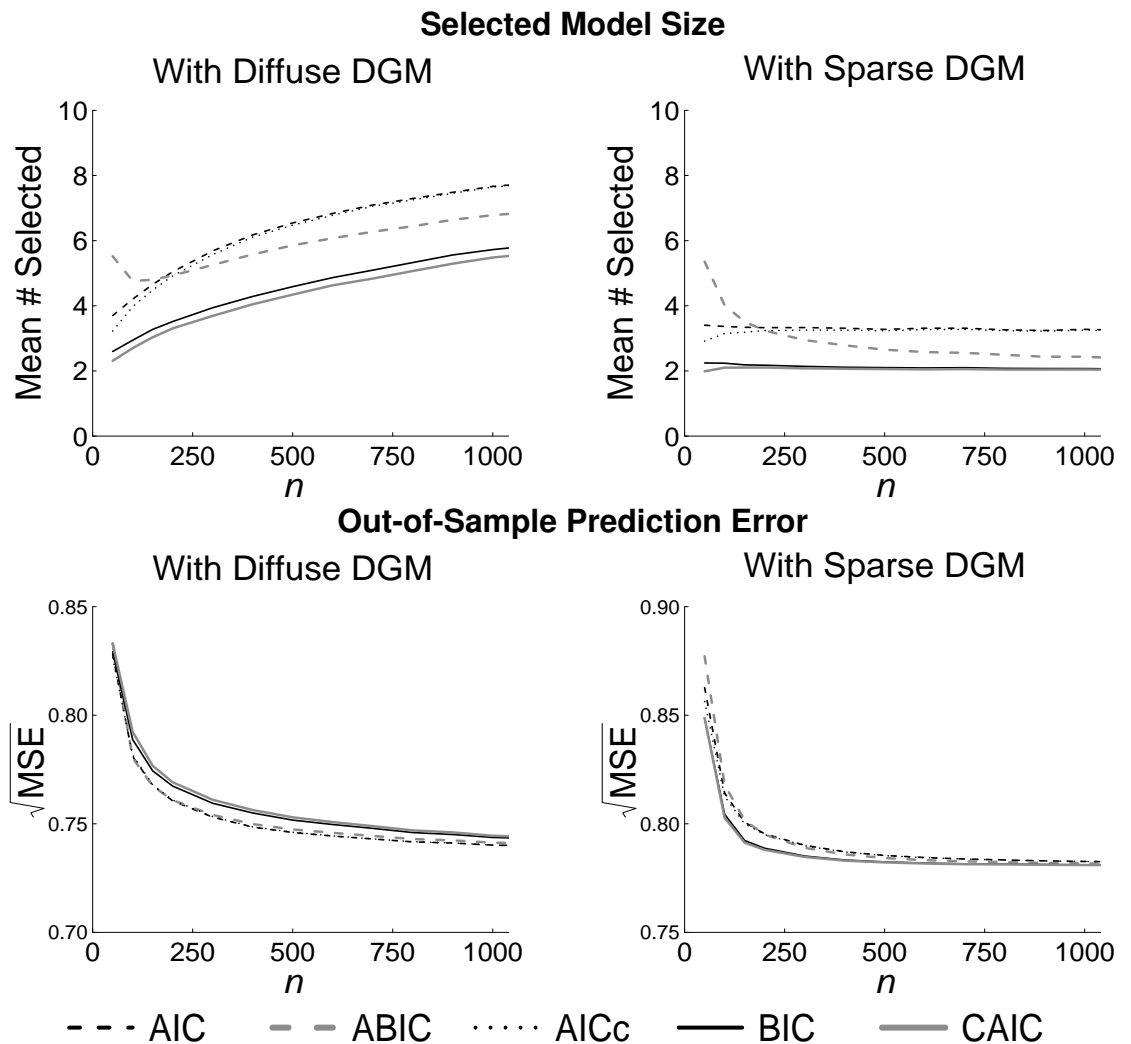 Selected Model Size
With Diffuse DGM
With Sparse DGM
Mean # Selected
10
8
6
4
2
0
0 250 500 750 1000
n
Mean # Selected
10
8
6
4
2
0
0 250 500 750 1000
n
Out-of-Sample Prediction Error
With Diffuse DGM
With Sparse DGM
√MSE
0.85
0.80
0.75
0.70
0 250 500 750 1000
n
√MSE
0.90
0.85
0.80
0.75
0 250 500 750 1000
n
AIC ABIC AICc BIC CAIC